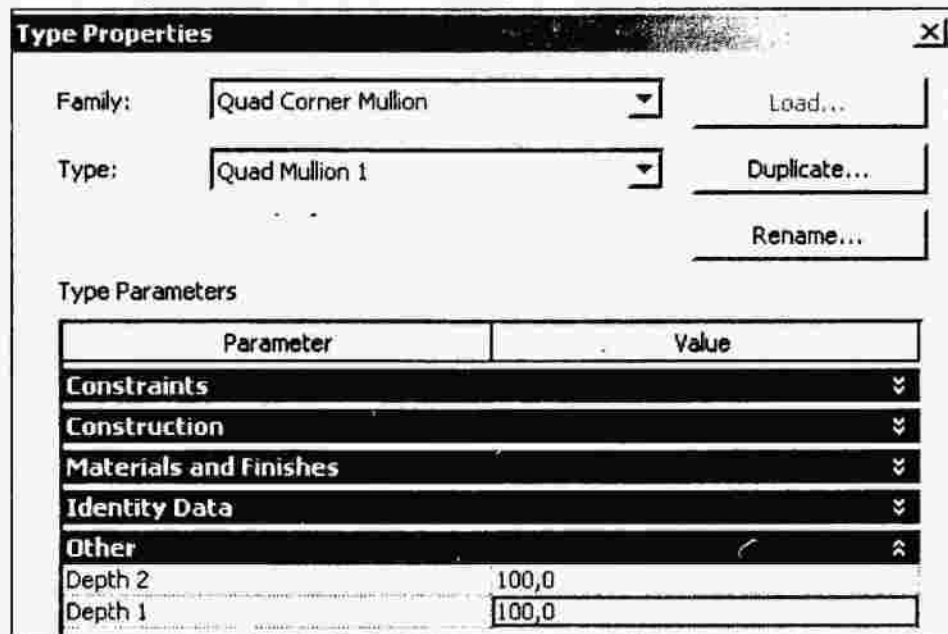 Type Properties
Family: Quad Corner Mullion Load...
Type: Quad Mullion 1 Duplicate...
Rename...
Type Parameters
Parameter Value
Constraints
Construction
Materials and Finishes
Identity Data
Other
Depth 2 100,0
Depth 1 100,0